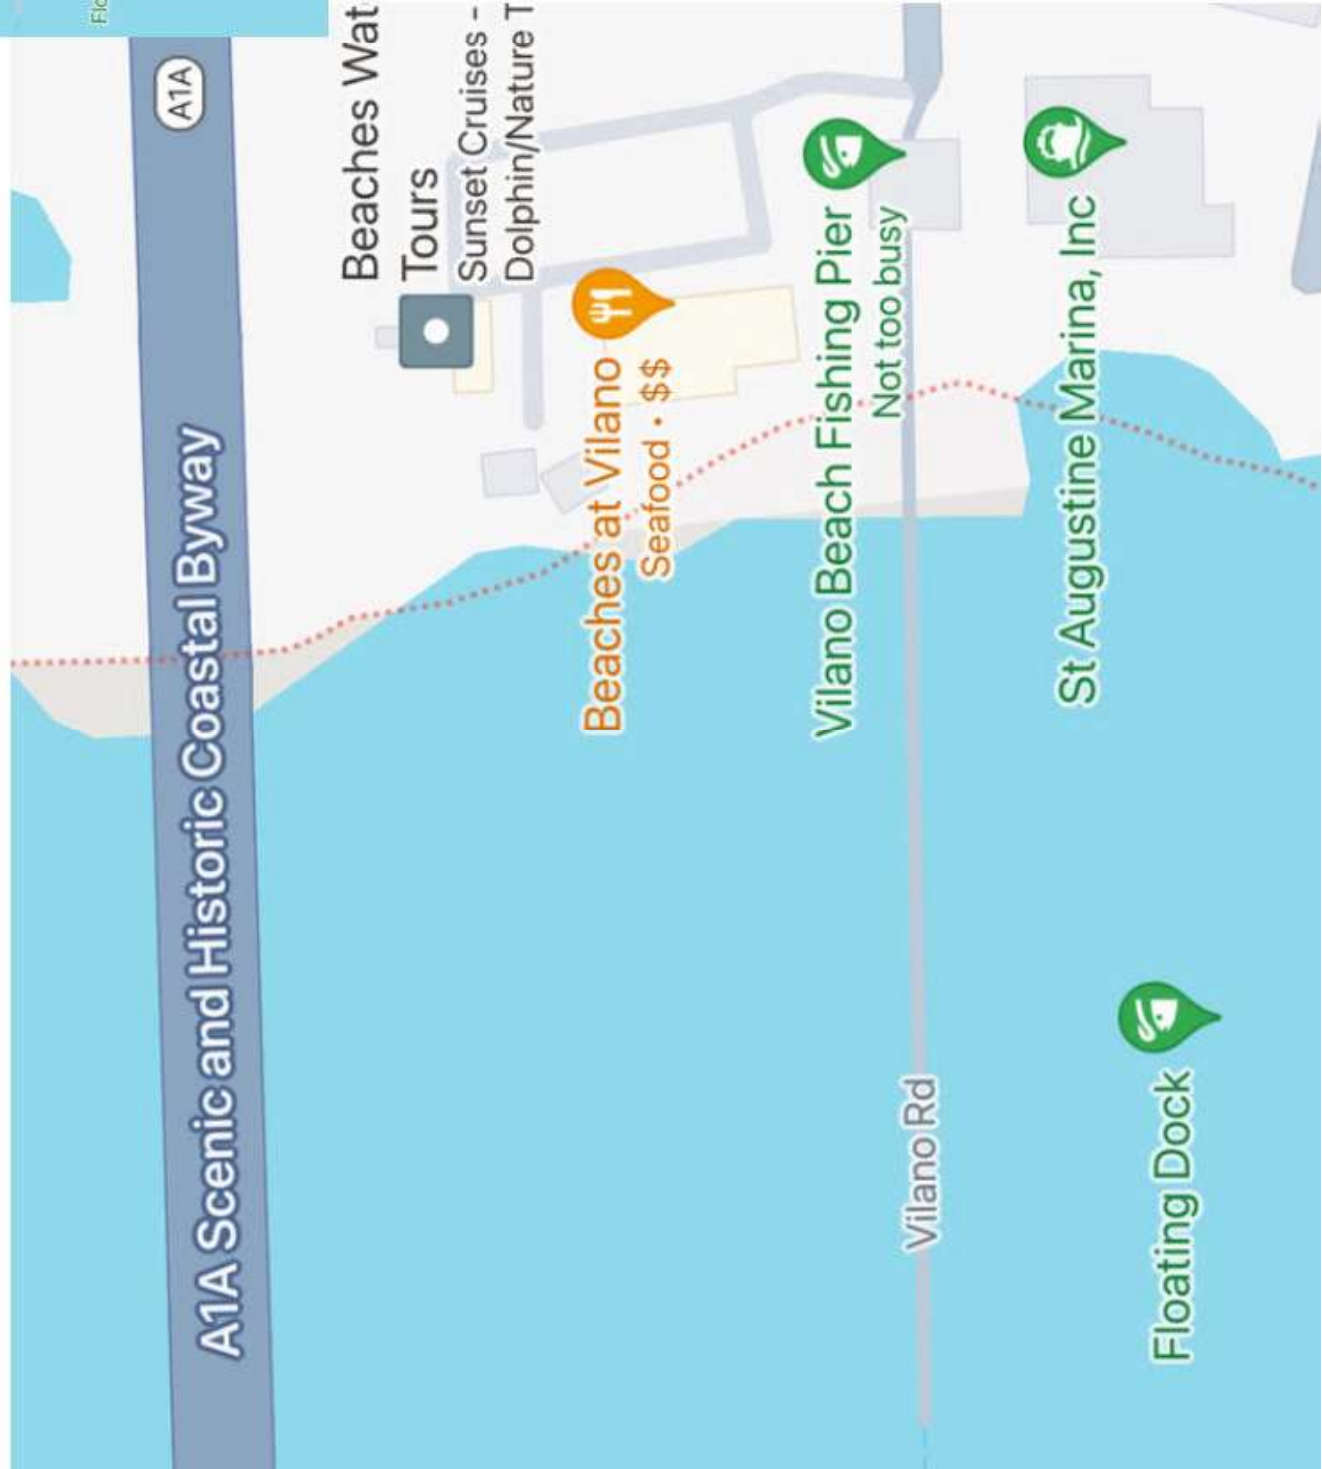 A1A
A1A Scenic and Historic Coastal Byway
Beaches Wat
Tours
Sunset Cruises -
Dolphin/Nature T
Beaches at Vilano
Seafood · $$
Vilano Beach Fishing Pier
Not too busy
Vilano Rd
St Augustine Marina, Inc
Floating Dock